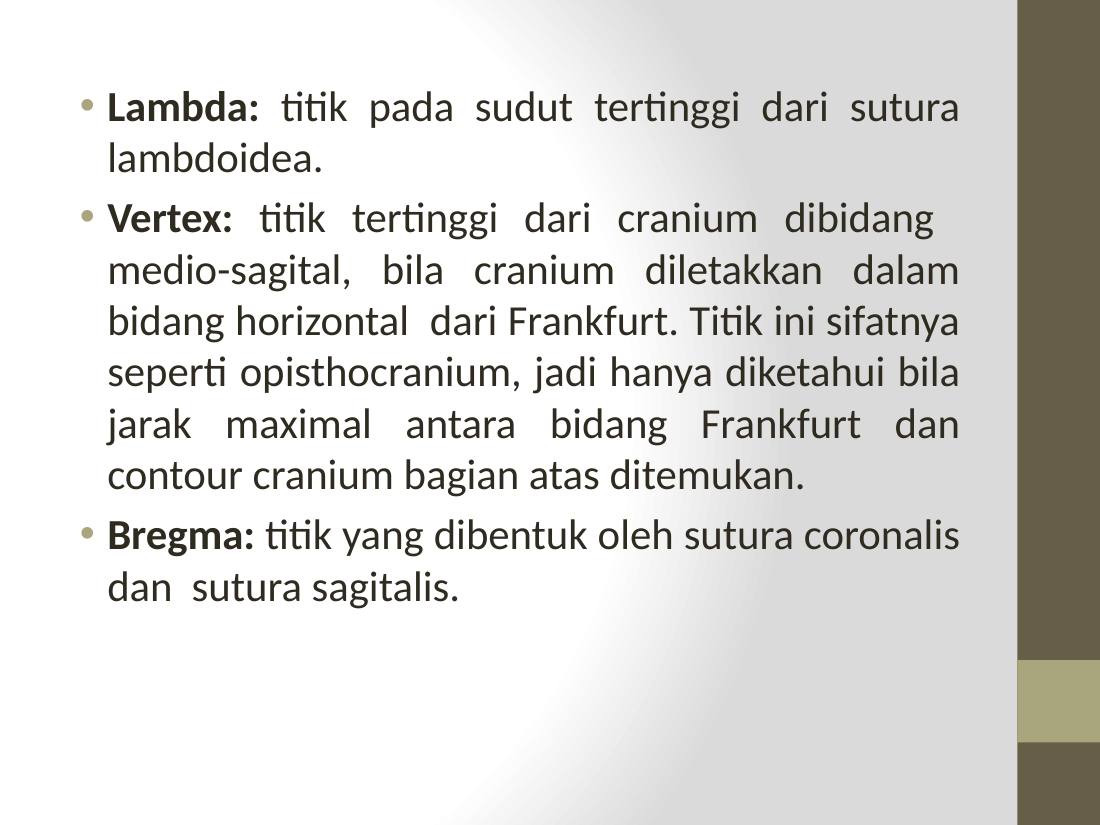 • Lambda: titik pada sudut tertinggi dari sutura
lambdoidea.
• Vertex: titik tertinggi dari cranium dibidang
medio-sagital, bila cranium diletakkan dalam
bidang horizontal dari Frankfurt. Titik ini sifatnya
seperti opisthocranium, jadi hanya diketahui bila
jarak maximal antara bidang Frankfurt dan
contour cranium bagian atas ditemukan.
• Bregma: titik yang dibentuk oleh sutura coronalis
dan sutura sagitalis.